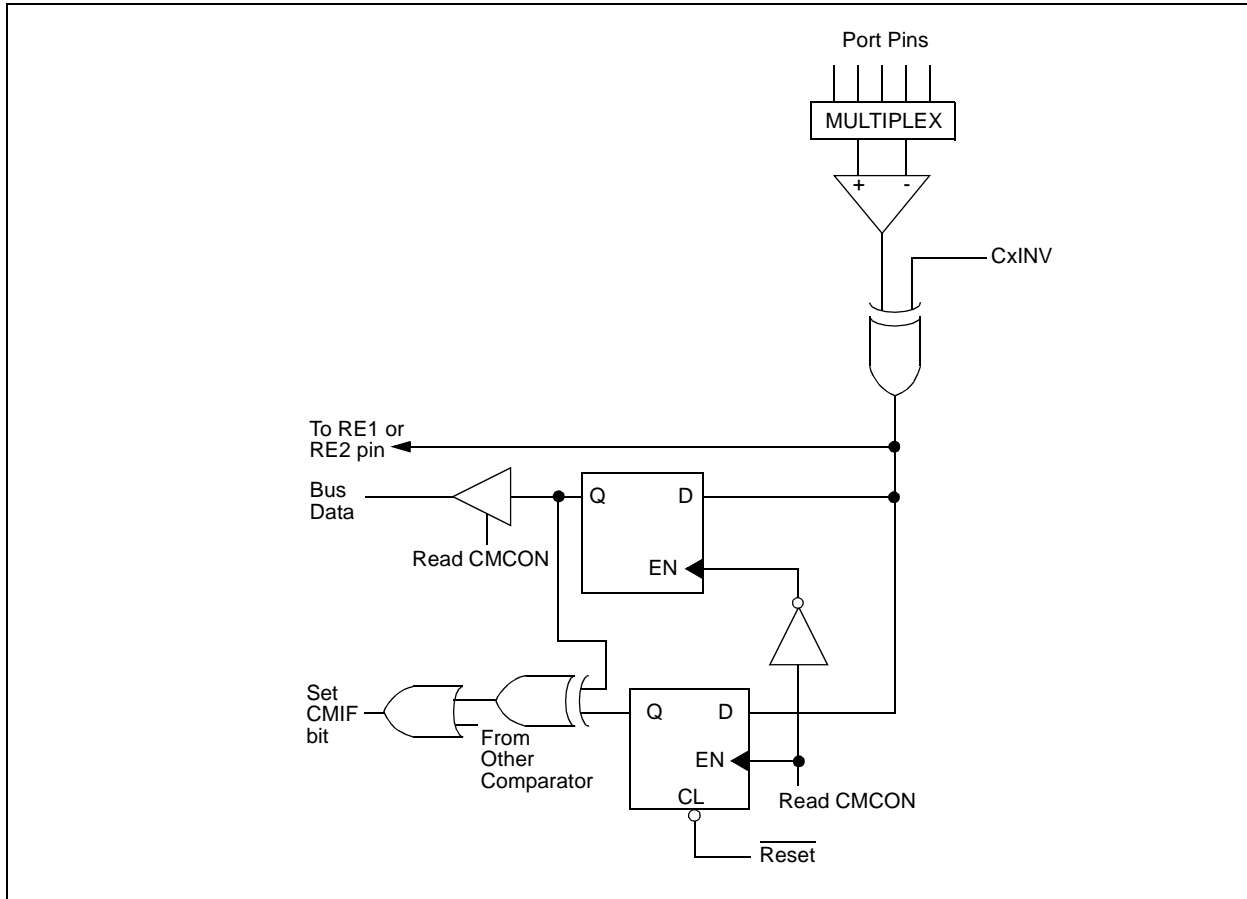 Port Pins
MULTIPLEX
+ -
CxINV
To RE1 or
RE2 pin
Bus
Data
Q D
EN
Read CMCON
Set
CMIF
bit
From
Other
Comparator
Q D
EN
CL
Read CMCON
Reset